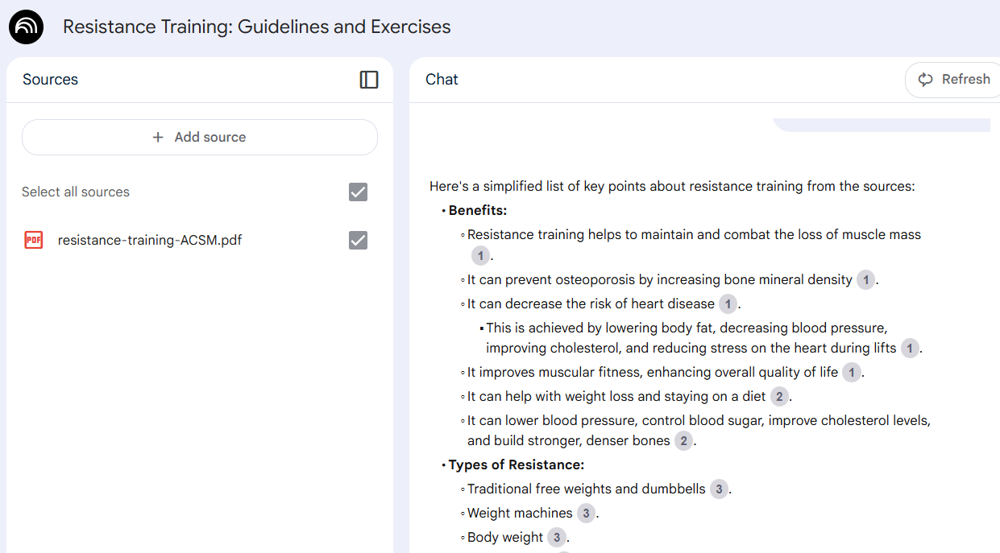 Resistance Training: Guidelines and Exercises
Sources
Add source
Select all sources
PDF
resistance-training-ACSM.pdf
Chat
Refresh
Here's a simplified list of key points about resistance training from the sources:
• Benefits:
◦ Resistance training helps to maintain and combat the loss of muscle mass
1 .
◦ It can prevent osteoporosis by increasing bone mineral density 1 .
◦ It can decrease the risk of heart disease 1 .
▪ This is achieved by lowering body fat, decreasing blood pressure,
improving cholesterol, and reducing stress on the heart during lifts 1 .
◦ It improves muscular fitness, enhancing overall quality of life 1 .
◦ It can help with weight loss and staying on a diet 2 .
◦ It can lower blood pressure, control blood sugar, improve cholesterol levels,
and build stronger, denser bones 2 .
• Types of Resistance:
◦ Traditional free weights and dumbbells 3 .
◦ Weight machines 3 .
◦ Body weight 3 .